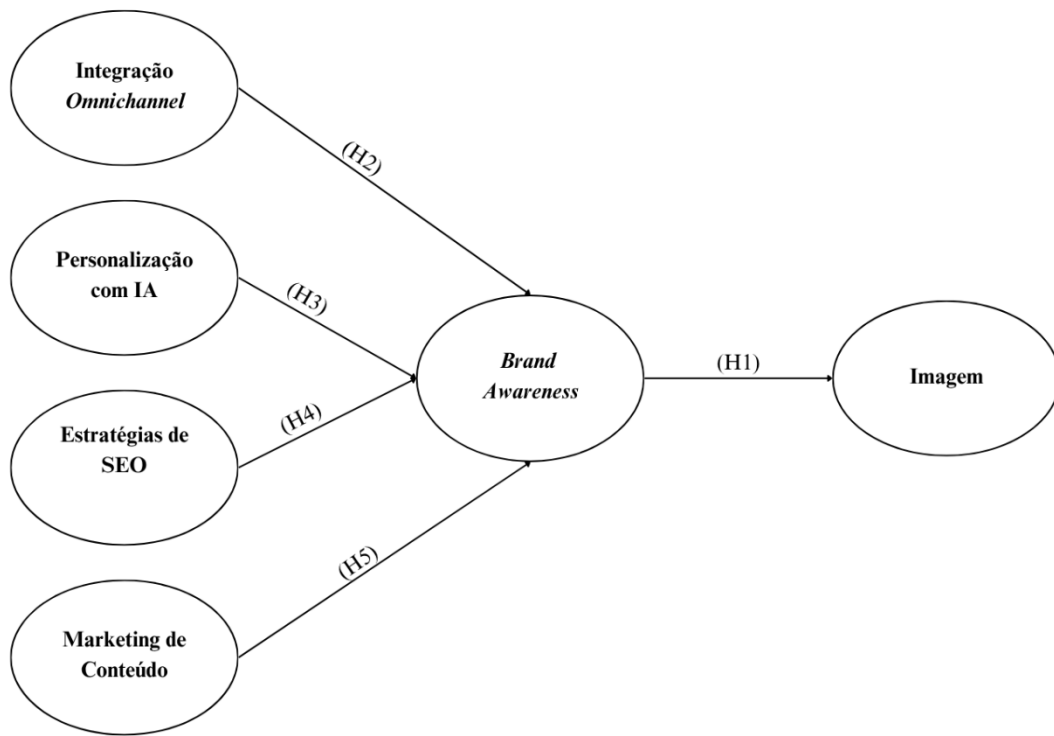 Integração
Omnichannel
(H2)
Personalização
com IA
(H3)
Brand
Awareness
(H1)
Imagem
Estratégias de
SEO
(H4)
Marketing de
Conteúdo
(H5)